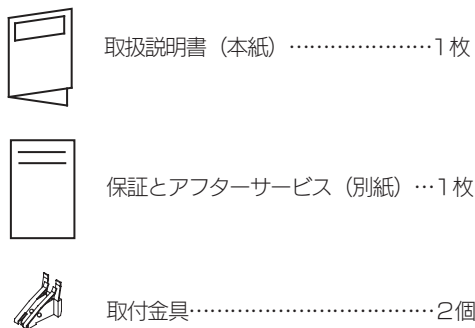 取扱説明書（本紙）…………………1枚
保証とアフターサービス（別紙）…1枚
取付金具………………………………2個